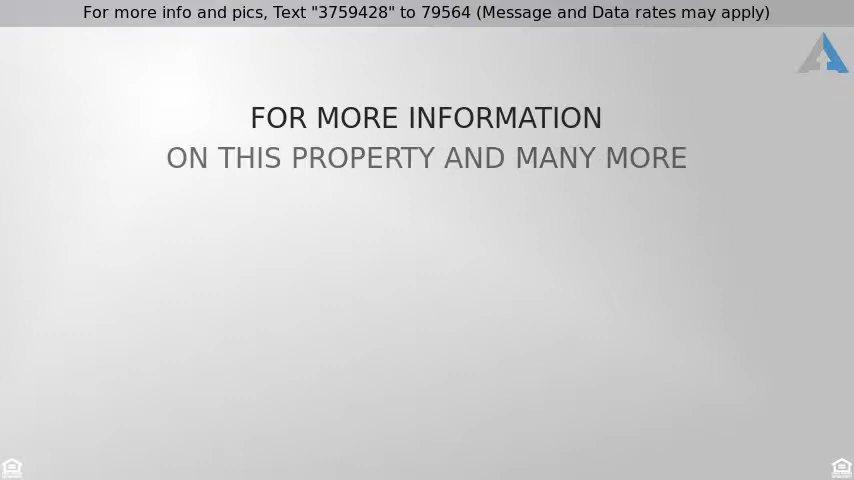 For more info and pics, Text "3759428" to 79564 (Message and Data rates may apply)
FOR MORE INFORMATION
ON THIS PROPERTY AND MANY MORE